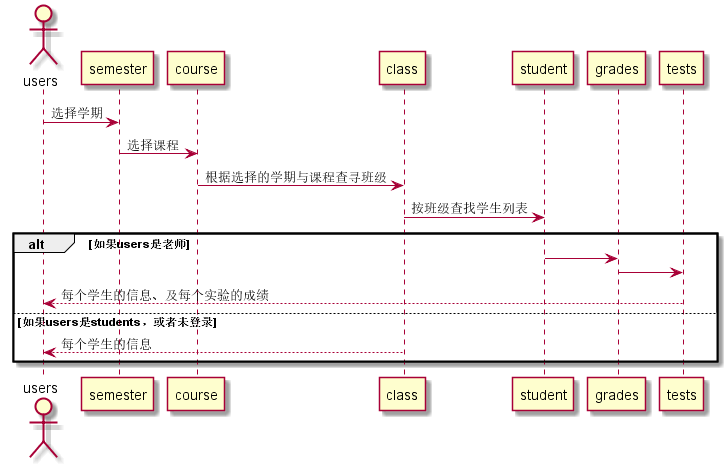 users
semester
course
class
student
grades
tests
选择学期
选择课程
根据选择的学期与课程查寻班级
按班级查找学生列表
alt
[如果users是老师]
每个学生的信息、及每个实验的成绩
[如果users是students，或者未登录]
每个学生的信息
users
semester
course
class
student
grades
tests